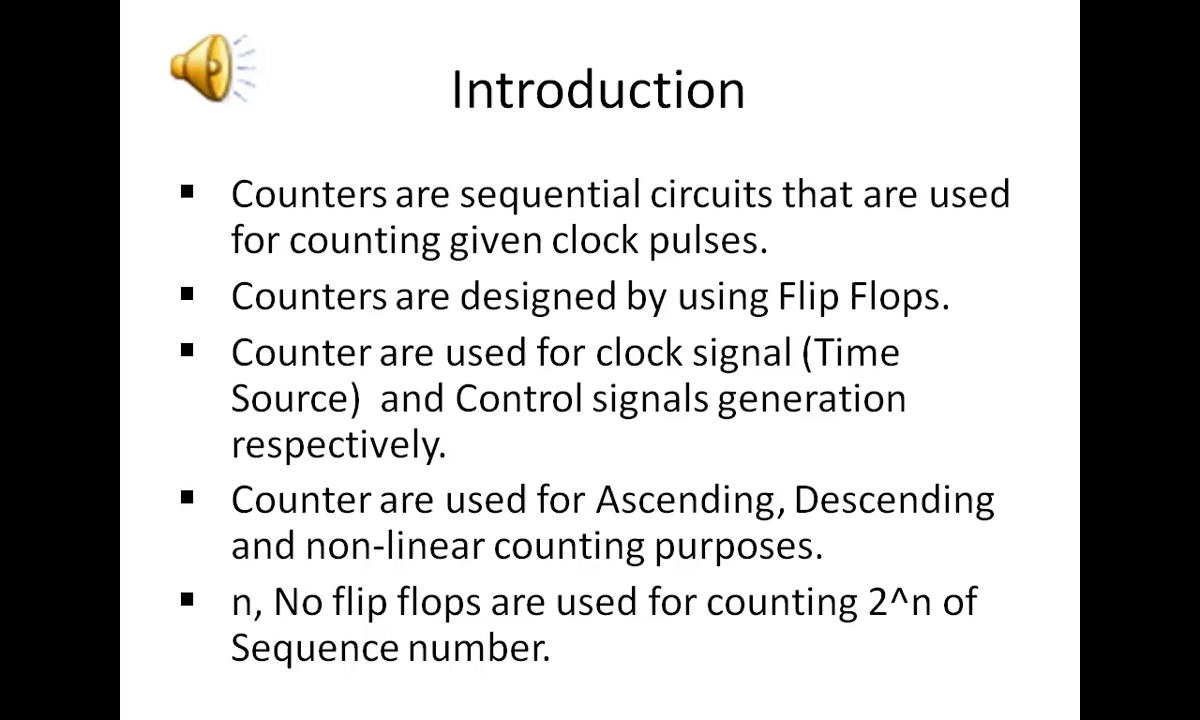 Introduction
▪ Counters are sequential circuits that are used
for counting given clock pulses.
▪ Counters are designed by using Flip Flops.
▪ Counter are used for clock signal (Time
Source)  and Control signals generation
respectively.
▪ Counter are used for Ascending, Descending
and non-linear counting purposes.
▪ n, No flip flops are used for counting 2^n of
Sequence number.